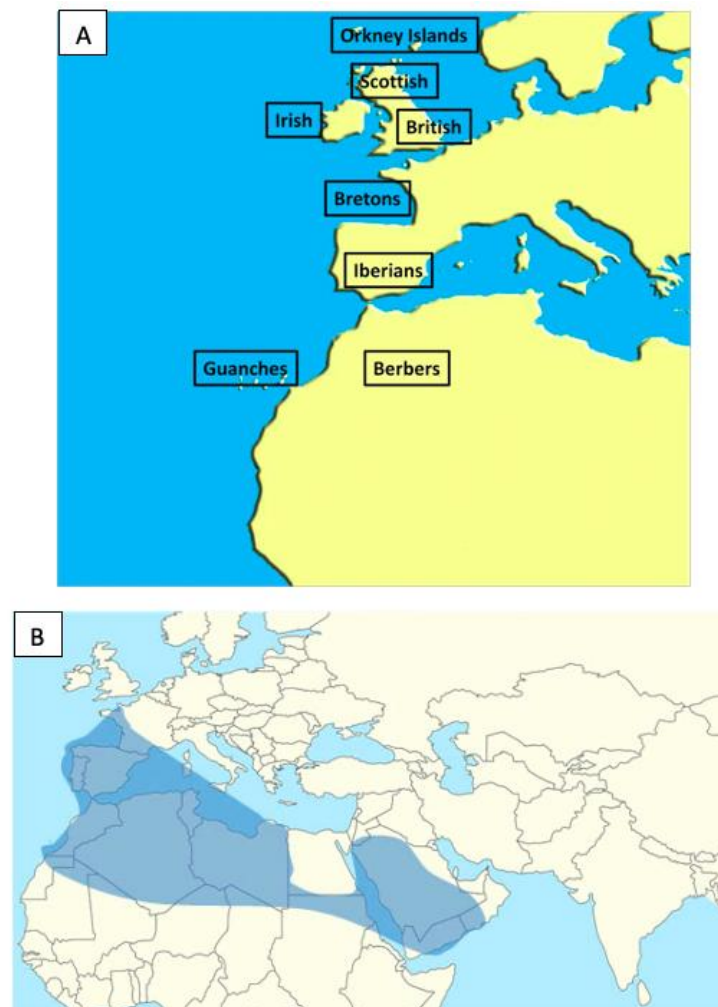 A
Orkney Islands
Scottish
Irish
British
Bretons
Iberians
Guanches
Berbers
B